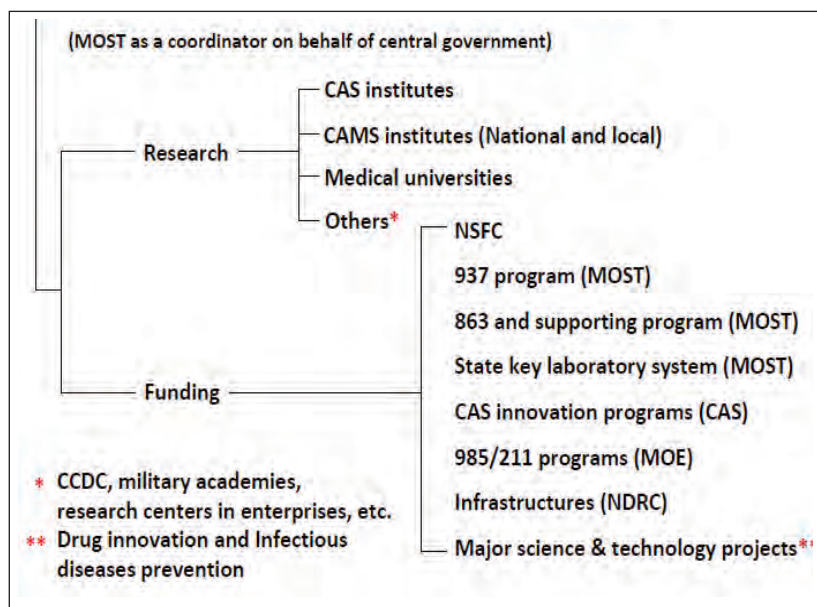 (MOST as a coordinator on behalf of central government)
CAS institutes
CAMS institutes (National and local)
Research
Medical universities
Others*
NSFC
937 program (MOST)
863 and supporting program (MOST)
State key laboratory system (MOST)
Funding
CAS innovation programs (CAS)
985/211 programs (MOE)
Infrastructures (NDRC)
Major science & technology projects**
* CCDC, military academies,
research centers in enterprises, etc.
** Drug innovation and Infectious
diseases prevention